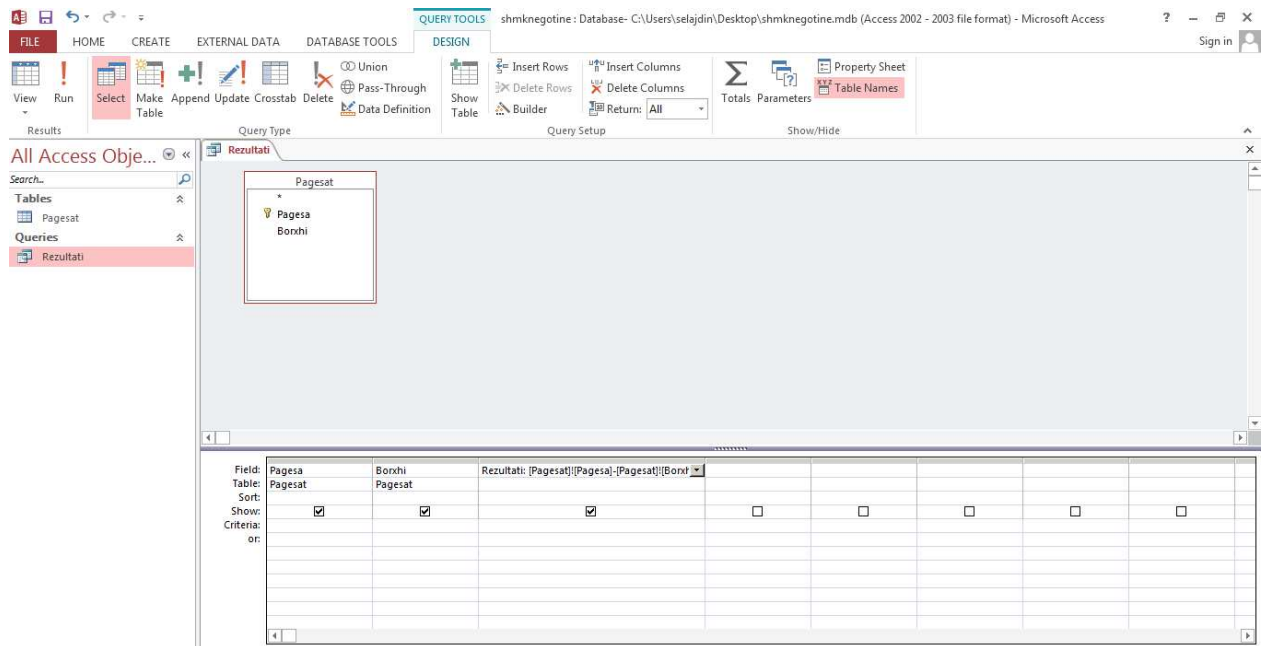 QUERY TOOLS shmknegotine : Database- C:\Users\selajdin\Desktop\shmknegotine.mdb (Access 2002 - 2003 file format) - Microsoft Access ?
FILE HOME CREATE EXTERNAL DATA DATABASE TOOLS DESIGN Sign in
View Run Select Make Table Append Update Crosstab Delete Union Pass-Through Data Definition Show Table Insert Rows Delete Rows Builder Insert Columns Delete Columns Return: All Totals Parameters Property Sheet Table Names
Results Query Type Query Setup Show/Hide
All Access Obje... «
Search...
Tables
Pagesat
Queries
Rezultati
Rezultati
Pagesat
*
Pagesa
Borxhi
Field: Pagesa Borxhi Rezultati: [Pagesat]![Pagesa]-[Pagesat]![Borxh
Table: Pagesat Pagesat
Sort:
Show:
Criteria:
or: